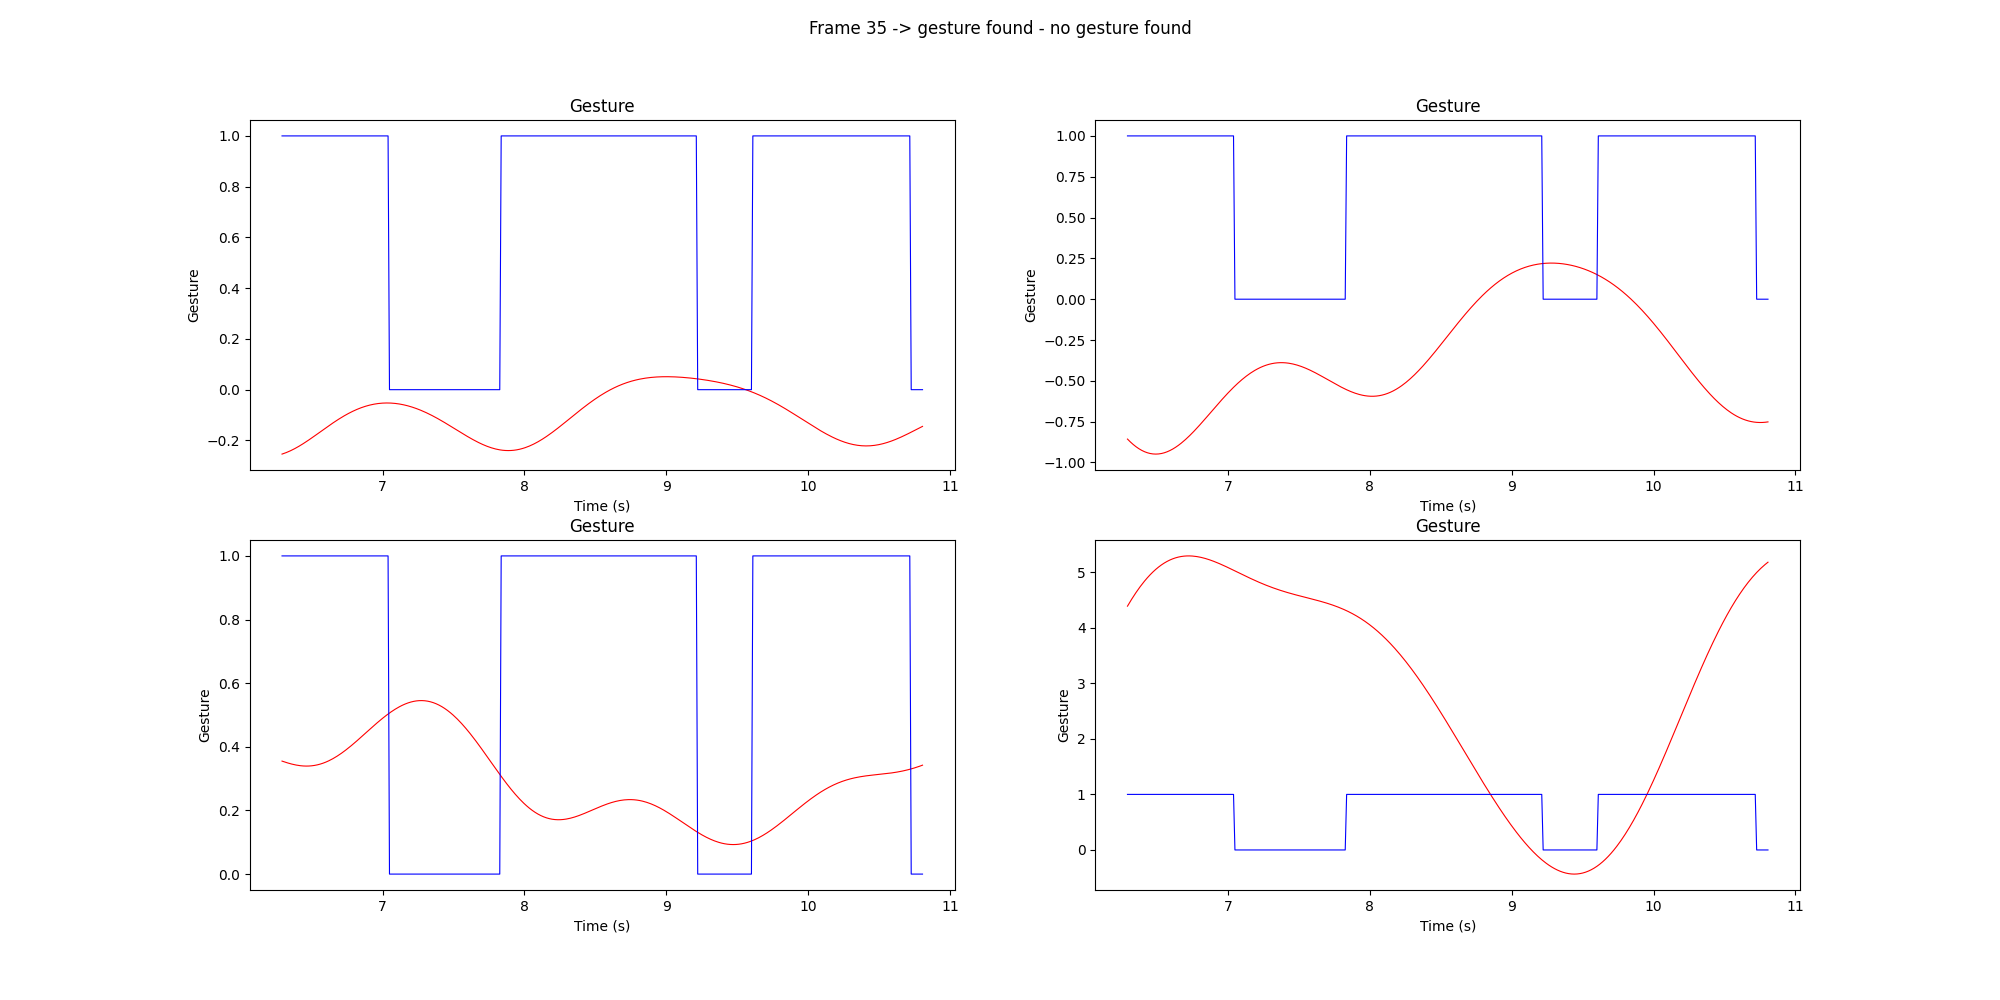 Frame 35 -> gesture found - no gesture found
Gesture
1.0
0.8
0.6
0.4
0.2
0.0
−0.2
Gesture
7 8 9 10 11
Time (s)
Gesture
1.00
0.75
0.50
0.25
0.00
−0.25
−0.50
−0.75
−1.00
Gesture
7 8 9 10 11
Time (s)
Gesture
1.0
0.8
0.6
0.4
0.2
0.0
Gesture
7 8 9 10 11
Time (s)
Gesture
5
4
3
2
1
0
Gesture
7 8 9 10 11
Time (s)